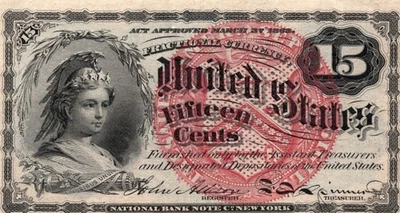 ACT APPROVED MARCH 3D 1863.
15c
FRACTIONAL CURRENCY
15
United States
Fifteen
Cents
Furnished only by the Assistant Treasurers
and Designated Depositaries of the United States.
REGISTER. TREASURER.
NATIONAL BANK NOTE CO. NEW YORK